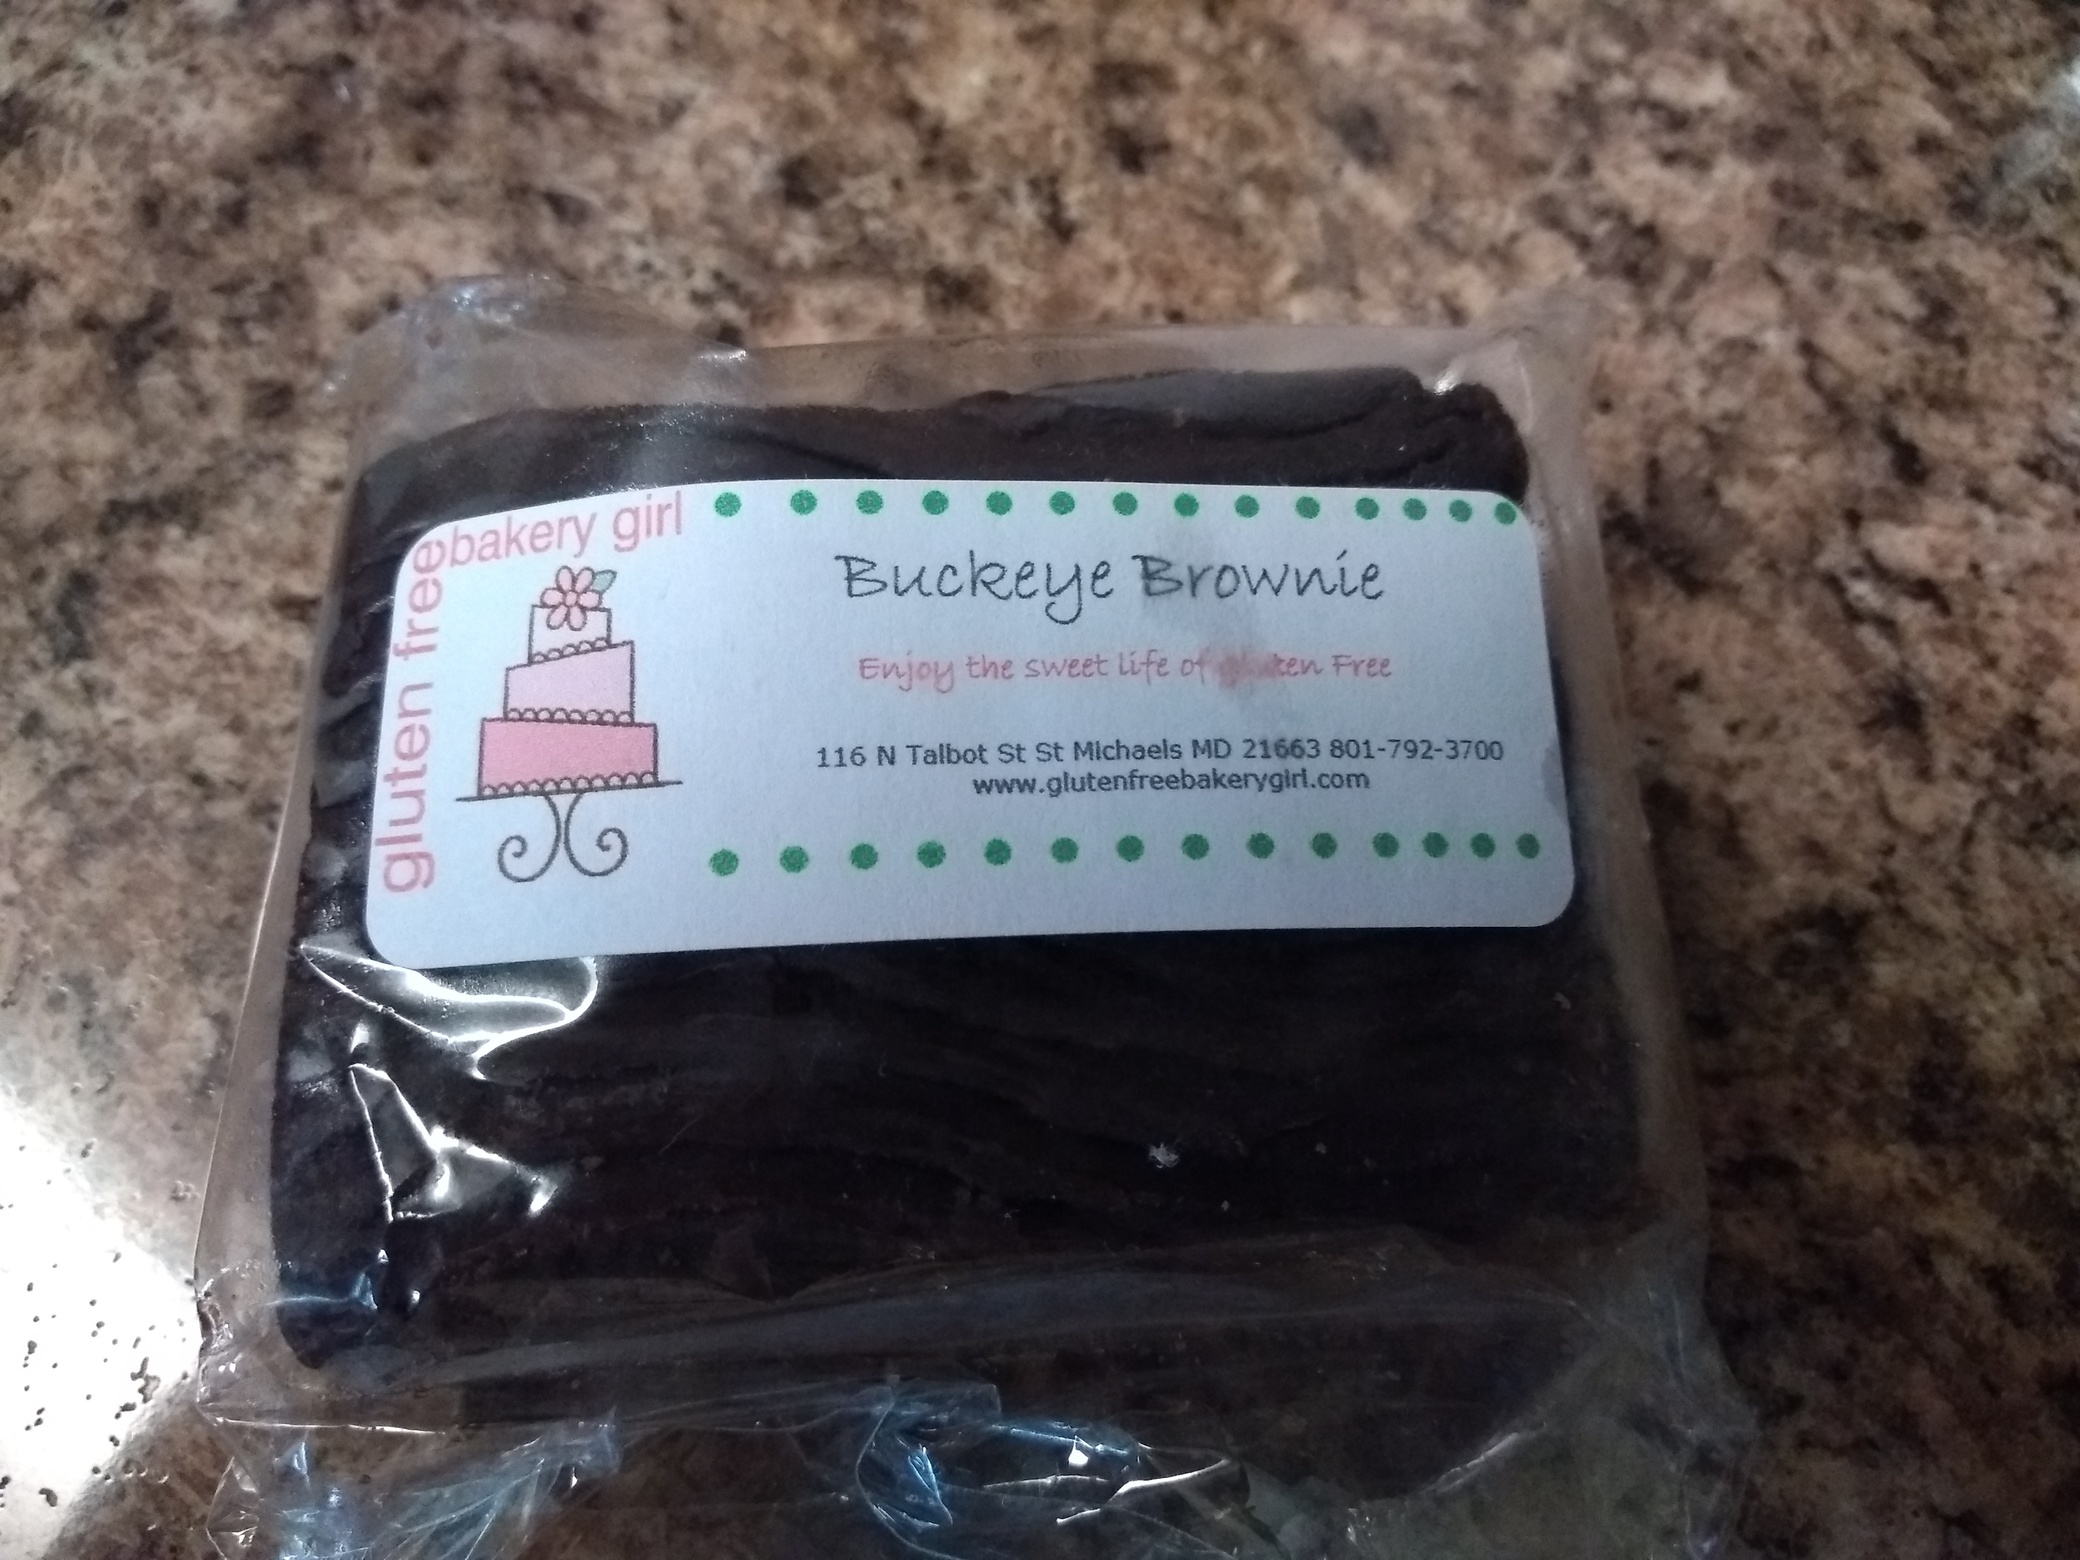 gluten free bakery girl
Buckeye Brownie
Enjoy the sweet life of Free
116 N Talbot St St Michaels MD 21663 801-792-3700
www.glutenfreebakerygirl.com